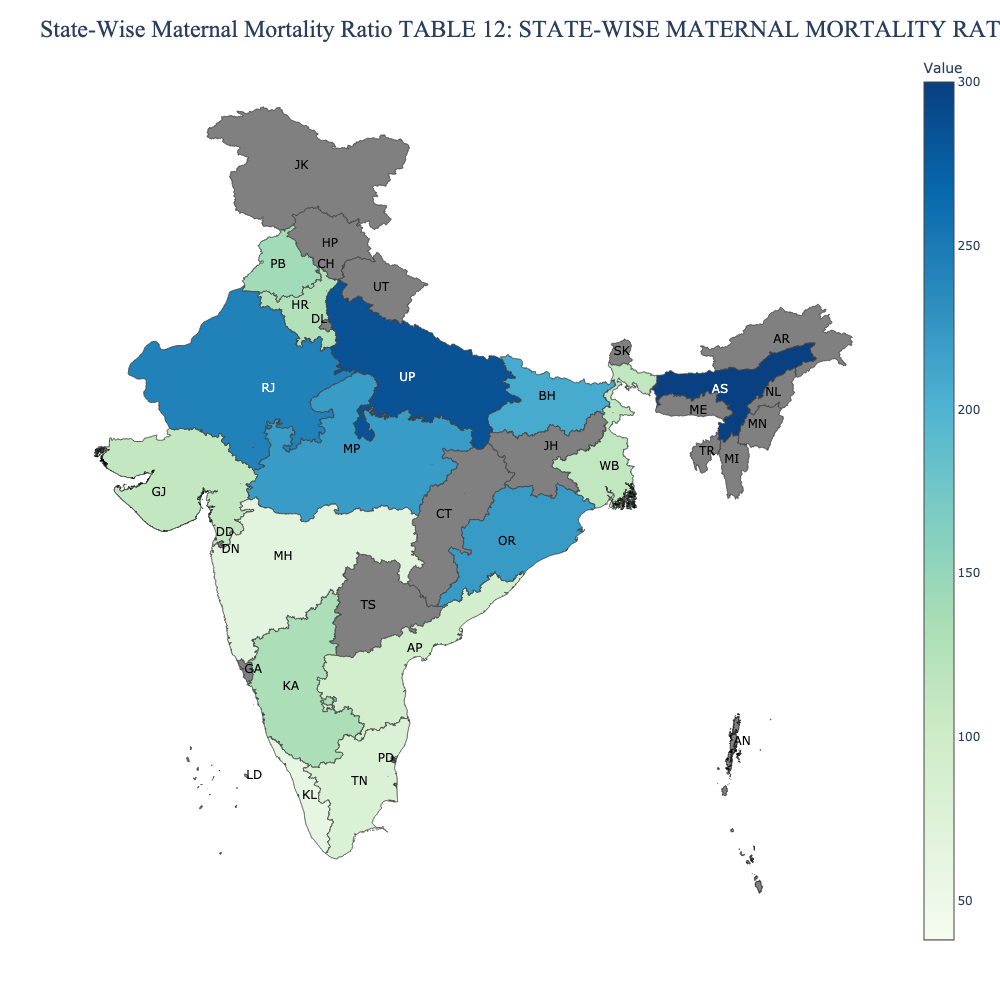 State-Wise Maternal Mortality Ratio TABLE 12: STATE-WISE MATERNAL MORTALITY RAT
Value
300
JK
HP
250
PB
CH
UT
HR
DL
AR
SK
UP
RJ
AS
NL
BH
200
ME
MN
MP
JH
TR
MI
WB
GJ
CT
DD
OR
DN
MH
150
TS
AP
GA
KA
100
AN
PD
LD
TN
KL
50